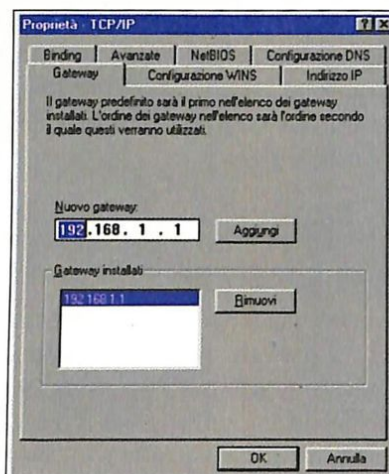 Proprietà - TCP/IP
Binding Avanzate NetBIOS Configurazione DNS
Gateway Configurazione WINS Indirizzo IP
Il gateway predefinito sarà il primo nell'elenco dei gateway
installati. L'ordine dei gateway nell'elenco sarà l'ordine secondo
il quale questi verranno utilizzati.
Nuovo gateway:
192.168. 1 . 1 Aggiungi
Gateway installati
192.168.1.1 Rimuovi
OK Annulla